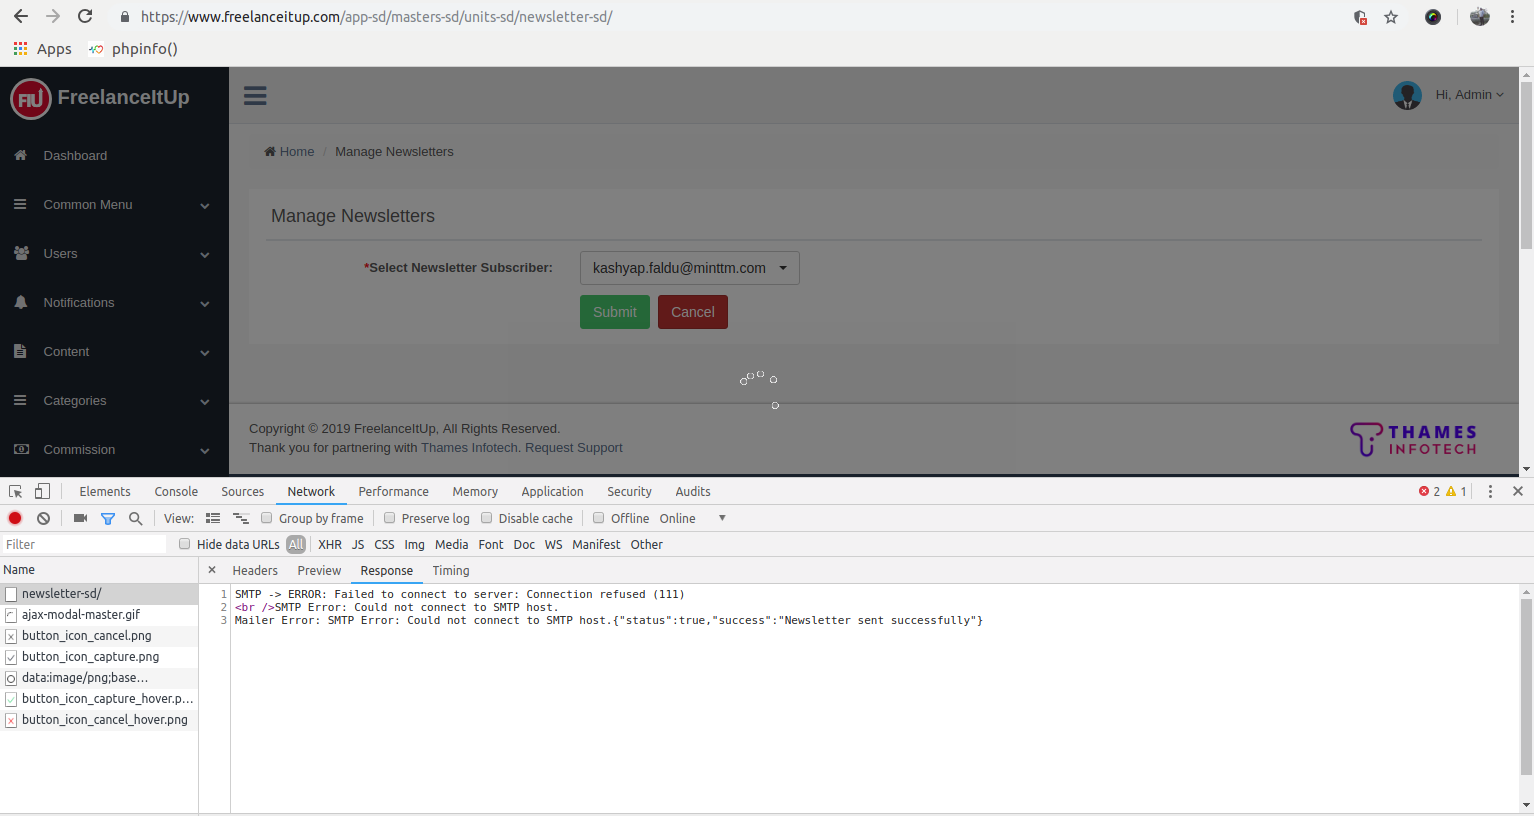 https://www.freelanceitup.com/app-sd/masters-sd/units-sd/newsletter-sd/
Apps phpinfo()
FIU FreelanceItUp
Hi, Admin
Dashboard
Common Menu
Users
Notifications
Content
Categories
Commission
Home / Manage Newsletters
Manage Newsletters
*Select Newsletter Subscriber: kashyap.faldu@minttm.com
Submit Cancel
Copyright © 2019 FreelanceItUp, All Rights Reserved.
Thank you for partnering with Thames Infotech. Request Support
THAMES
INFOTECH
Elements Console Sources Network Performance Memory Application Security Audits 2 1
View: Group by frame Preserve log Disable cache Offline Online
Filter Hide data URLs All XHR JS CSS Img Media Font Doc WS Manifest Other
Name
newsletter-sd/
ajax-modal-master.gif
button_icon_cancel.png
button_icon_capture.png
data:image/png;base…
button_icon_capture_hover.p…
button_icon_cancel_hover.png
Headers Preview Response Timing
1 SMTP -> ERROR: Failed to connect to server: Connection refused (111)
2 <br />SMTP Error: Could not connect to SMTP host.
3 Mailer Error: SMTP Error: Could not connect to SMTP host.{"status":true,"success":"Newsletter sent successfully"}